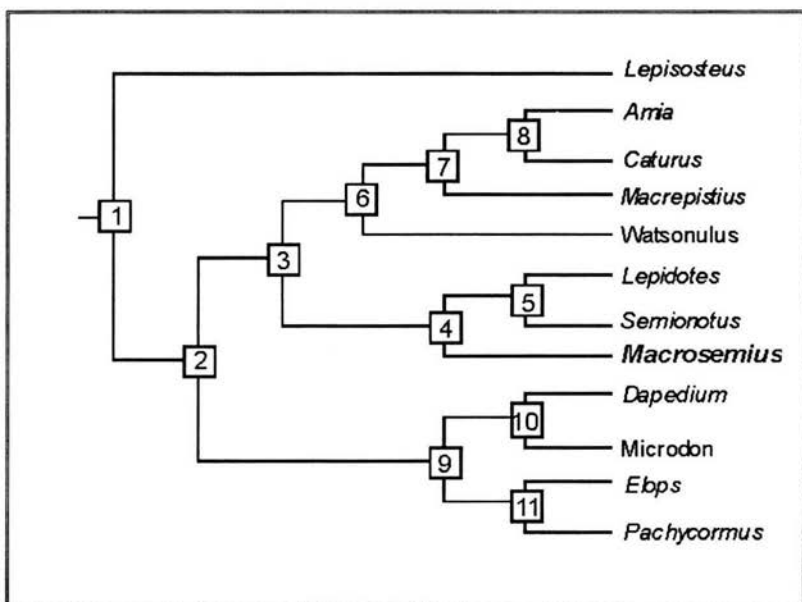 Lepisosteus
Amia
8
Caturus
7
Macrepistius
6
1
Watsonulus
3
Lepidotes
5
Semionotus
4
Macrosemius
2
Dapedium
10
Microdon
9
Elops
11
Pachycormus